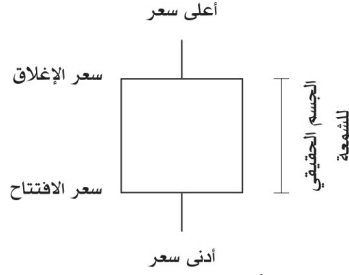 أعلى سعر
سعر الإغلاق
الجسم الحقيقي
للشمعة
سعر الافتتاح
أدنى سعر